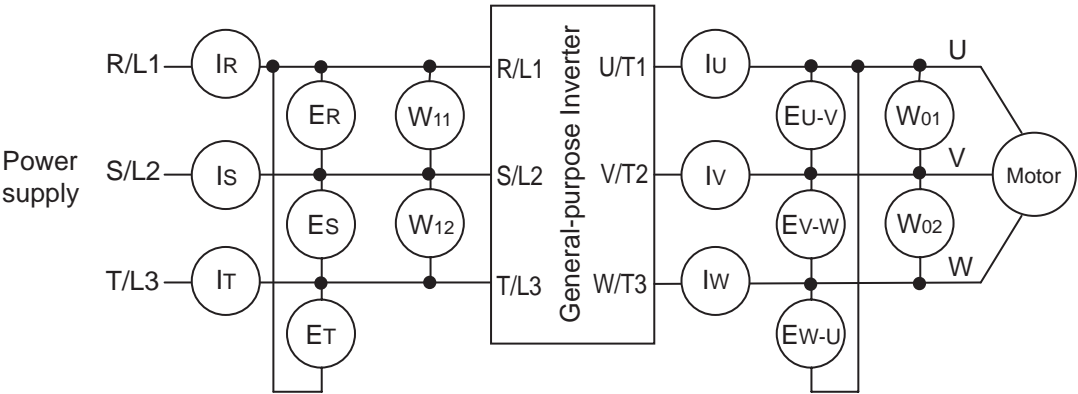 R/L1 IR R/L1 U/T1 IU U
ER W11 EU-V W01
Power supply
S/L2 IS S/L2 V/T2 IV V Motor
ES W12 EV-W W02
T/L3 IT T/L3 W/T3 IW W
ET EW-U
General-purpose Inverter